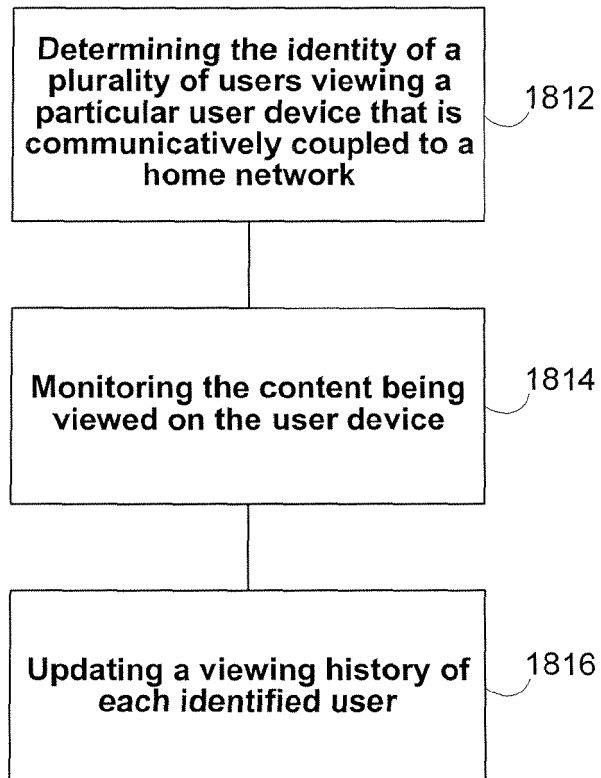 Determining the identity of a
plurality of users viewing a
particular user device that is
communicatively coupled to a
home network
1812
Monitoring the content being
viewed on the user device
1814
Updating a viewing history of
each identified user
1816